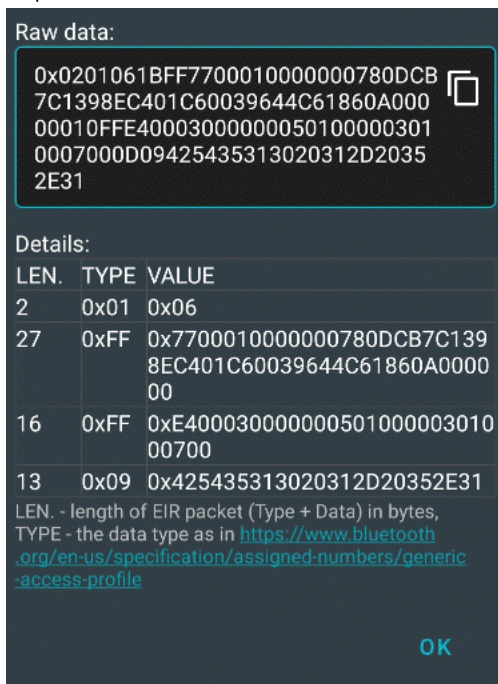 Raw data:
0x0201061BFF7700010000000780DCB
7C1398EC401C60039644C61860A000
00010FFE40003000000050100000301
0007000D09425435313020312D2035
2E31
Details:
LEN. TYPE VALUE
2 0x01 0x06
27 0xFF 0x7700010000000780DCB7C139
8EC401C60039644C61860A0000
00
16 0xFF 0xE400030000000501000003010
00700
13 0x09 0x425435313020312D20352E31
LEN. - length of EIR packet (Type + Data) in bytes,
TYPE - the data type as in https://www.bluetooth
.org/en-us/specification/assigned-numbers/generic
-access-profile
OK